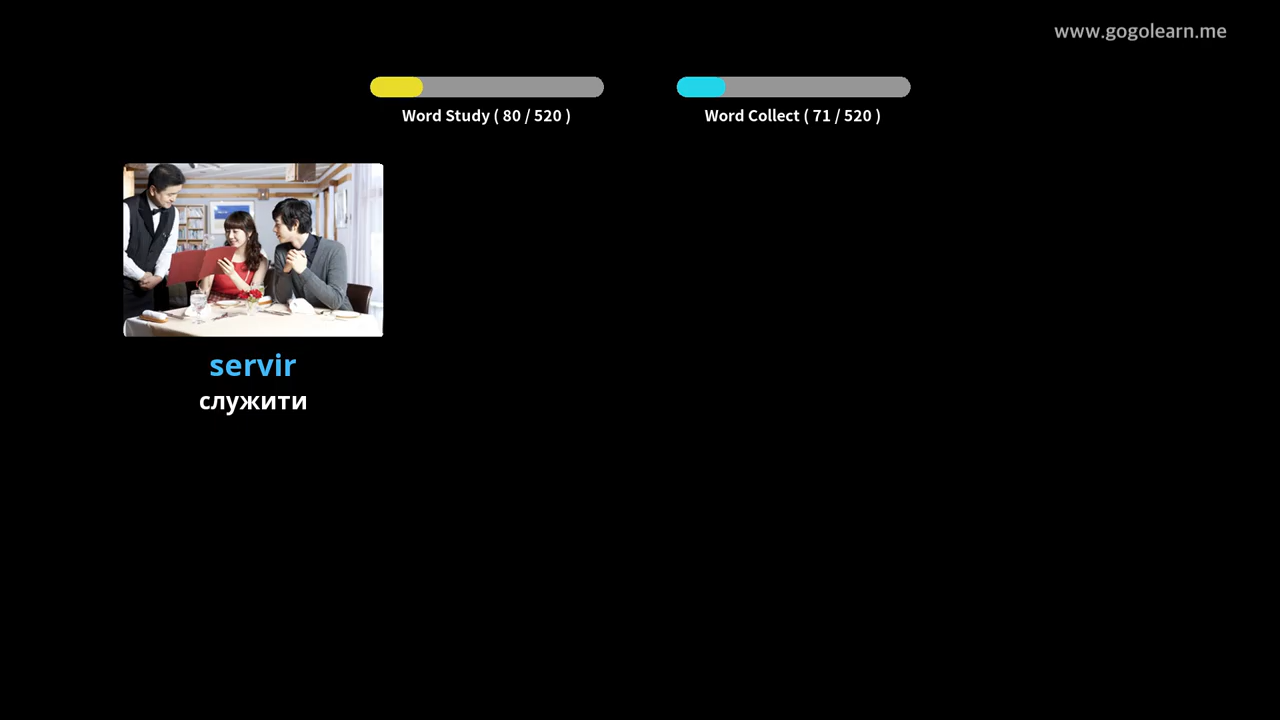 www.gogolearn.me
Word Study ( 80 / 520 )
Word Collect ( 71 / 520 )
servir
служити